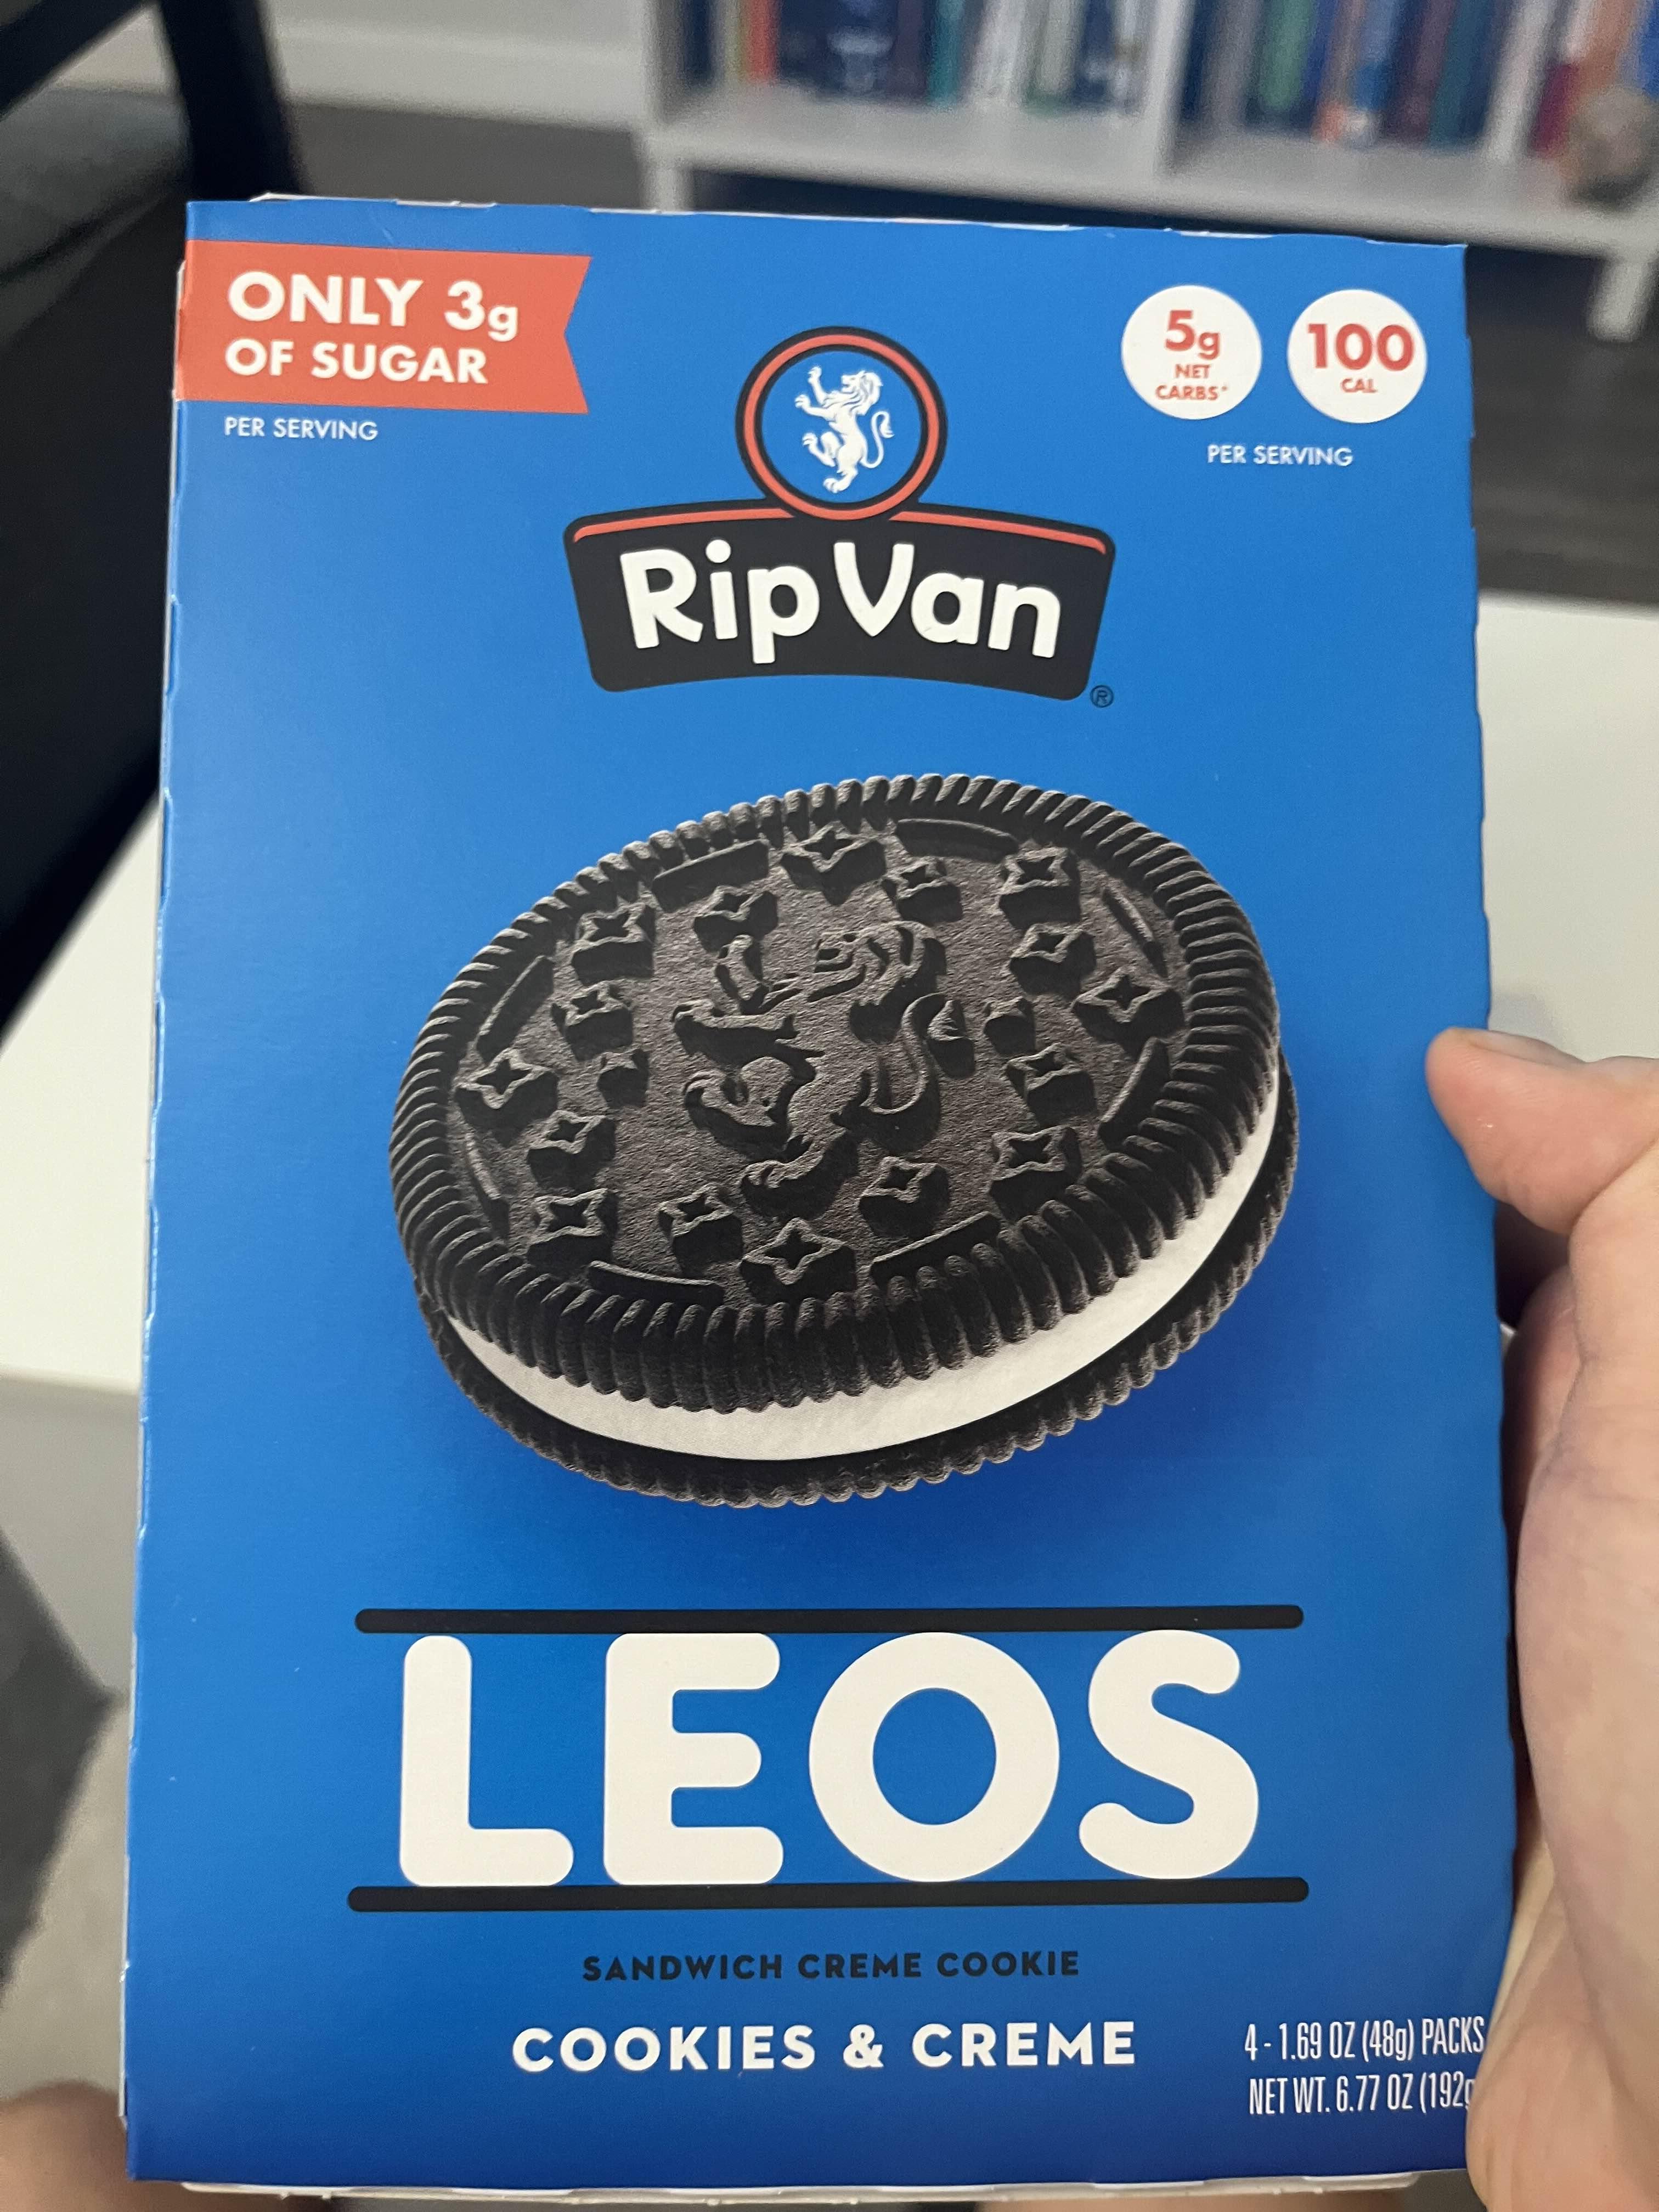 ONLY 3g
OF SUGAR
PER SERVING
5g
NET
CARBS*
100
CAL
PER SERVING
Rip Van
®
LEOS
SANDWICH CREME COOKIE
COOKIES & CREME
4 - 1.69 OZ (48g) PACKS
NET WT. 6.77 OZ (192g